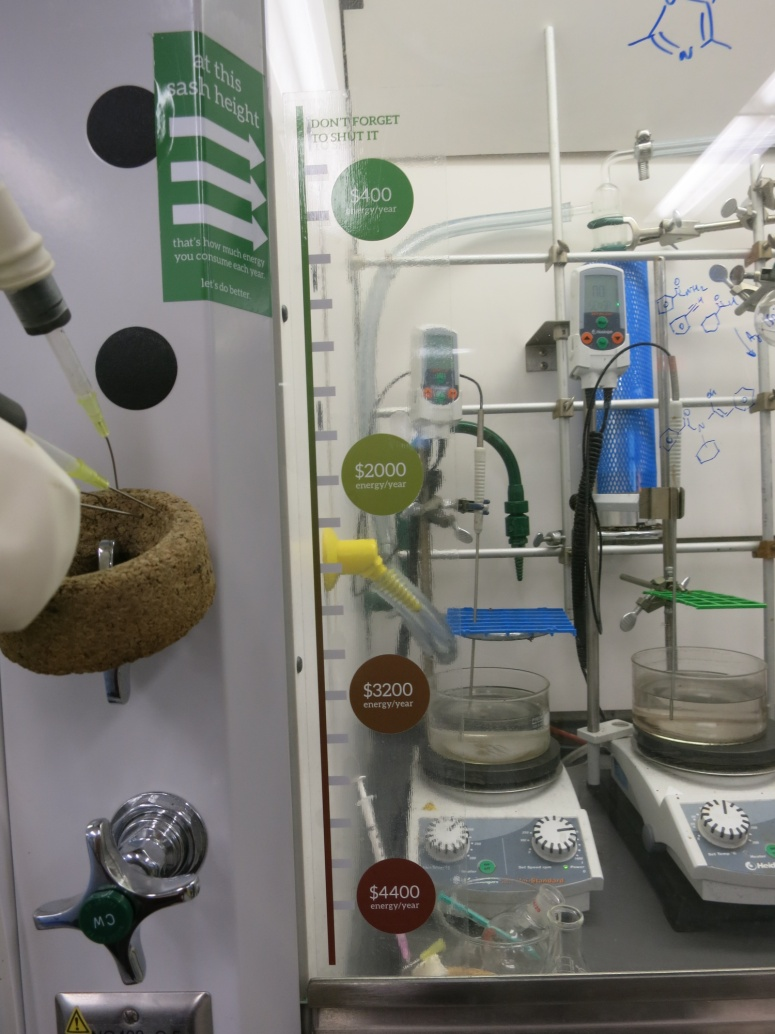 at this
sash height
that's how much energy
you consume each year.
let's do better.
DON'T FORGET
TO SHUT IT
$400
energy/year
$2000
energy/year
$3200
energy/year
$4400
energy/year
CW
N